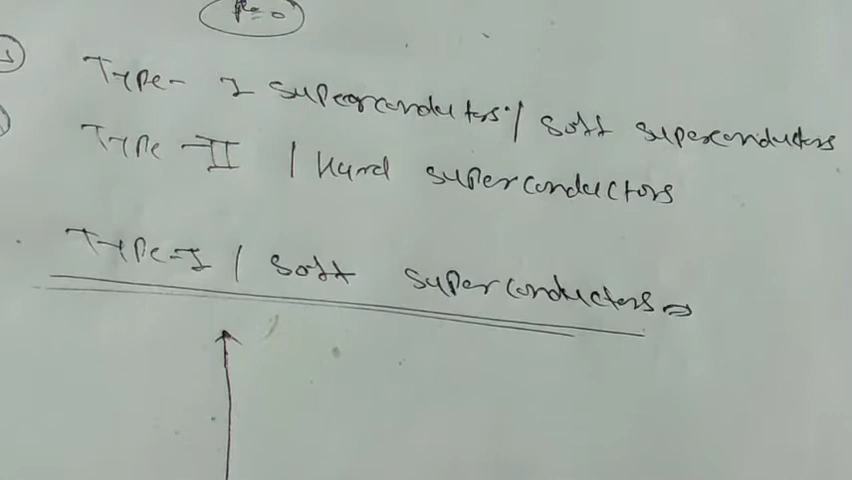 R = 0
Type - I superconductors / Soft superconductors
Type - II / Hard superconductors
Type - I / Soft superconductors ⇒